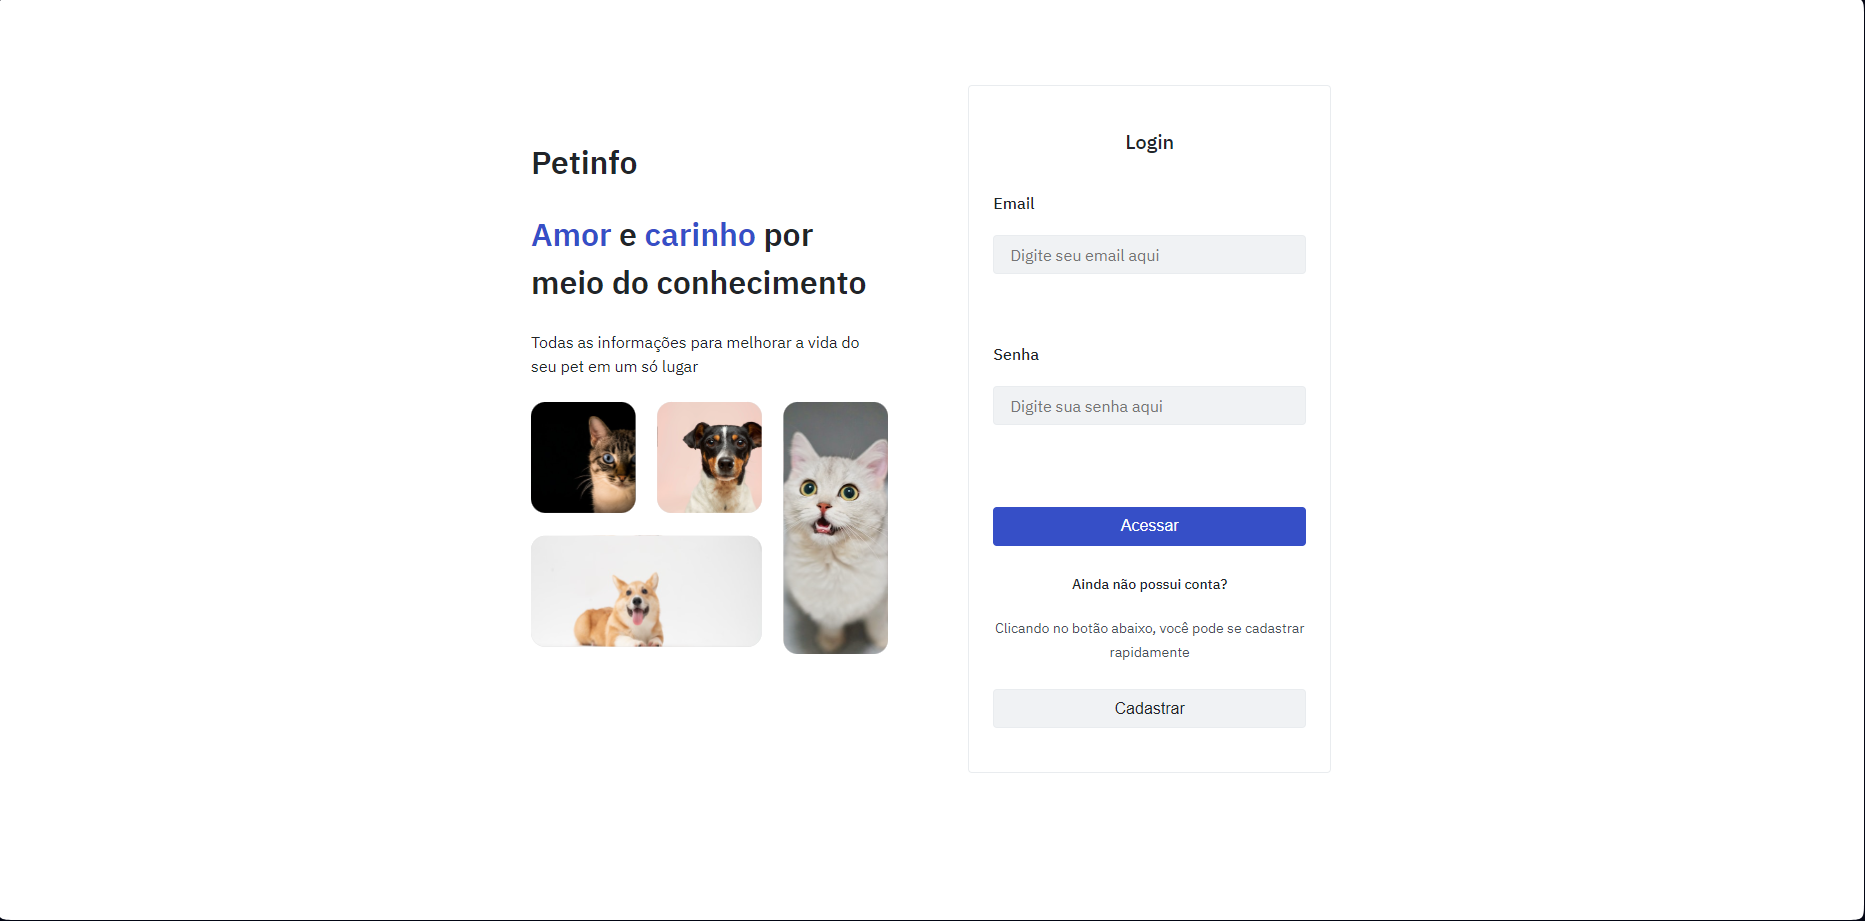 Petinfo
Amor e carinho por
meio do conhecimento
Todas as informações para melhorar a vida do
seu pet em um só lugar
Login
Email
Digite seu email aqui
Senha
Digite sua senha aqui
Acessar
Ainda não possui conta?
Clicando no botão abaixo, você pode se cadastrar
rapidamente
Cadastrar